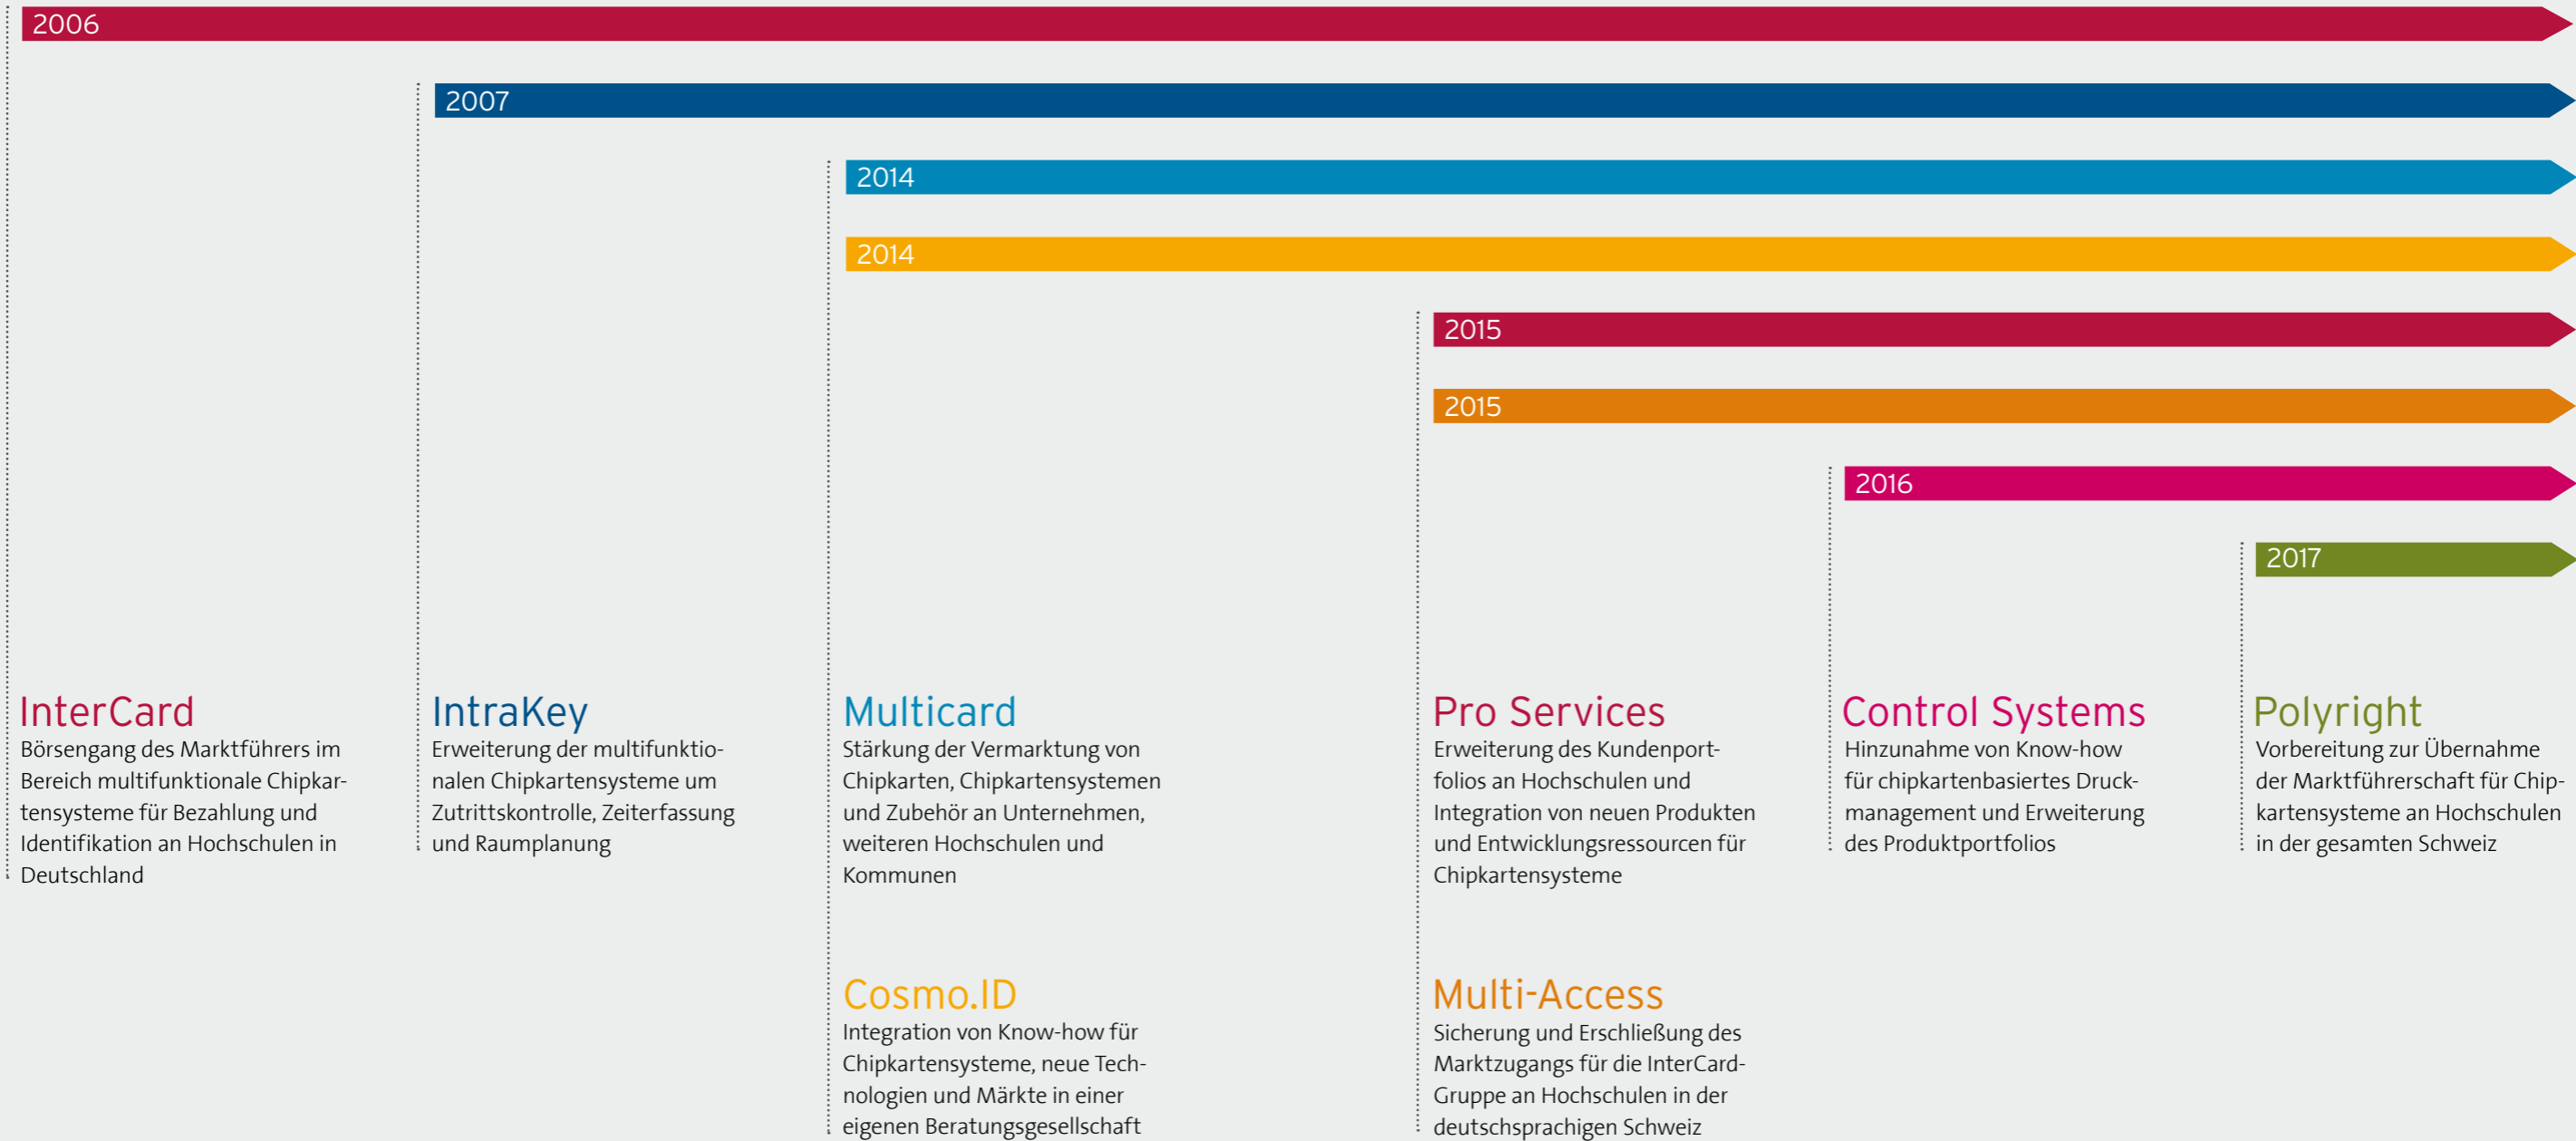 2006
2007
2014
2014
2015
2015
2016
2017
InterCard
Börsengang des Marktführers im
Bereich multifunktionale Chipkar-
tensysteme für Bezahlung und
Identifikation an Hochschulen in
Deutschland
IntraKey
Erweiterung der multifunktio-
nalen Chipkartensysteme um
Zutrittskontrolle, Zeiterfassung
und Raumplanung
Multicard
Stärkung der Vermarktung von
Chipkarten, Chipkartensystemen
und Zubehör an Unternehmen,
weiteren Hochschulen und
Kommunen
Cosmo.ID
Integration von Know-how für
Chipkartensysteme, neue Tech-
nologien und Märkte in einer
eigenen Beratungsgesellschaft
Pro Services
Erweiterung des Kundenport-
folios an Hochschulen und
Integration von neuen Produkten
und Entwicklungsressourcen für
Chipkartensysteme
Multi-Access
Sicherung und Erschließung des
Marktzugangs für die InterCard-
Gruppe an Hochschulen in der
deutschsprachigen Schweiz
Control Systems
Hinzunahme von Know-how
für chipkartenbasiertes Druck-
management und Erweiterung
des Produktportfolios
Polyright
Vorbereitung zur Übernahme
der Marktführerschaft für Chip-
kartensysteme an Hochschulen
in der gesamten Schweiz